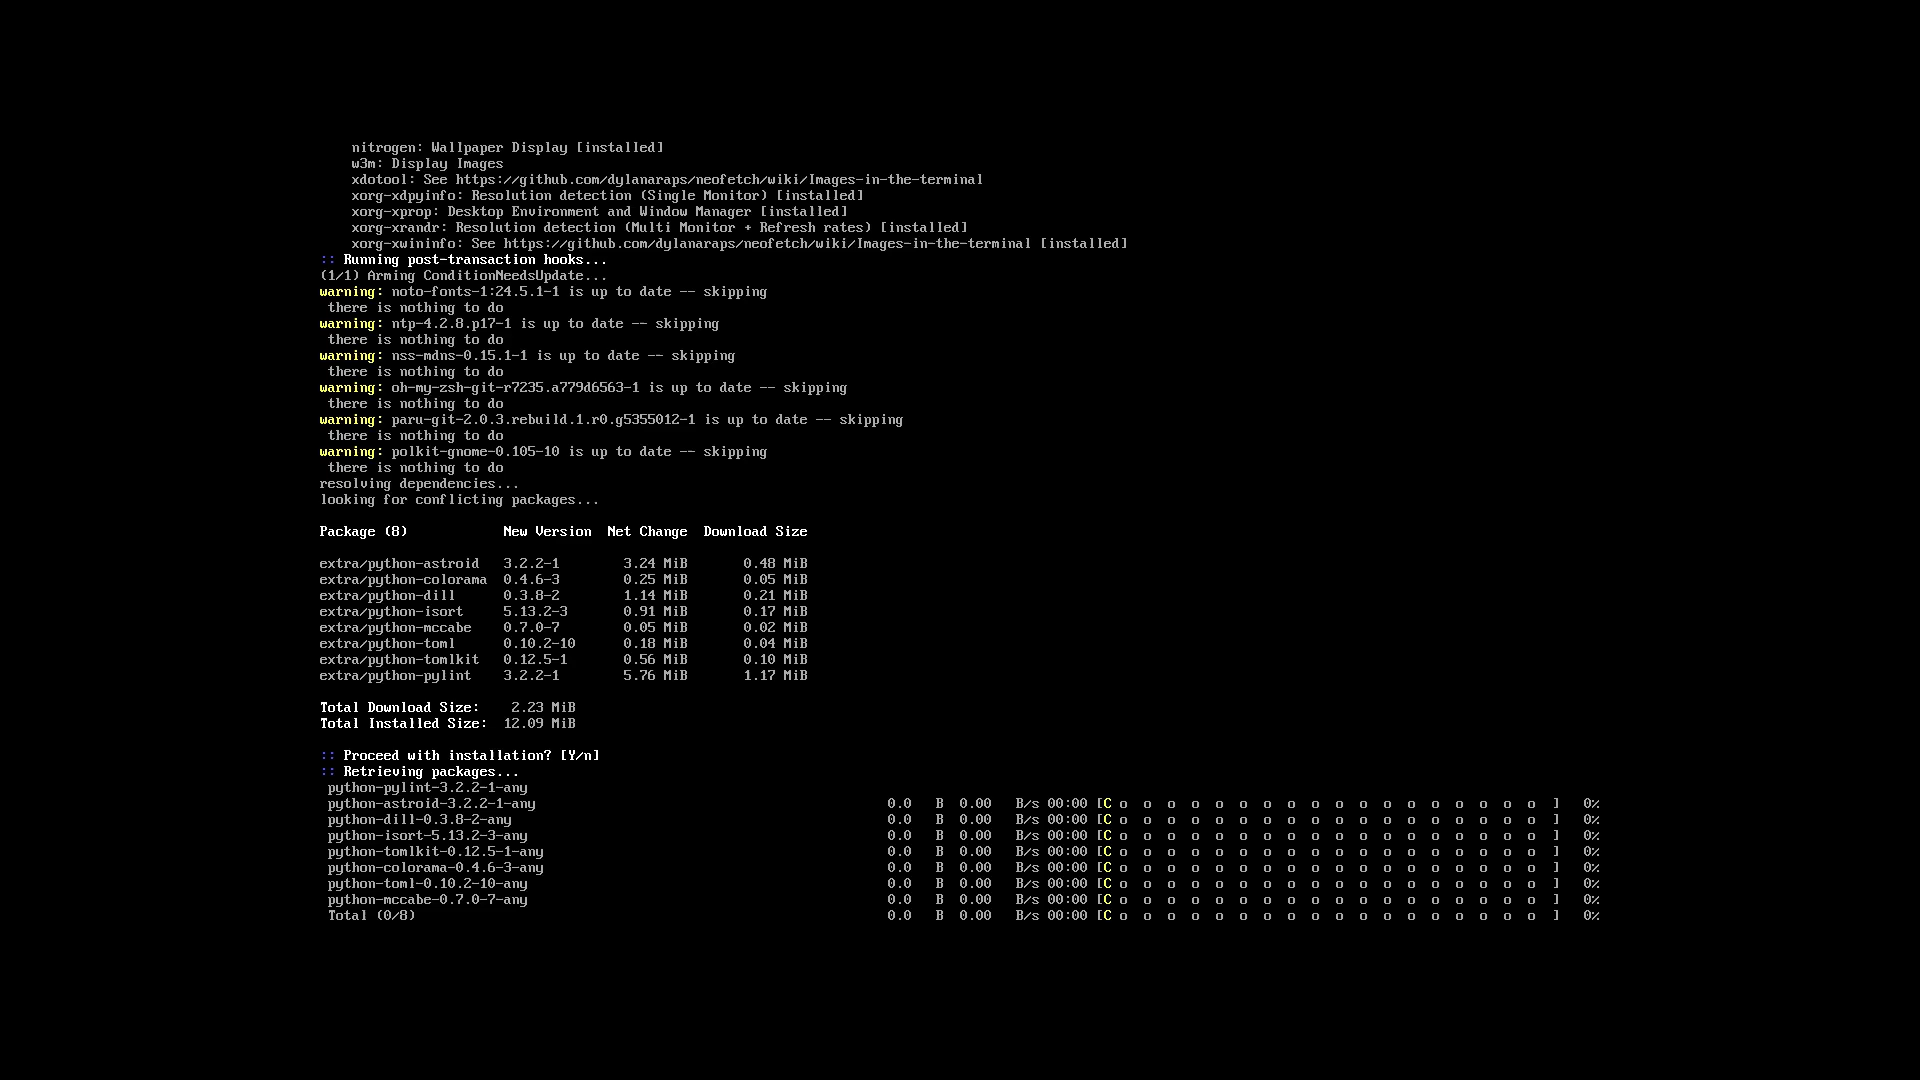 nitrogen: Wallpaper Display [installed]
w3m: Display Images
xdotool: See https://github.com/dylanaraps/neofetch/wiki/Images-in-the-terminal
xorg-xdpyinfo: Resolution detection (Single Monitor) [installed]
xorg-xprop: Desktop Environment and Window Manager [installed]
xorg-xrandr: Resolution detection (Multi Monitor + Refresh rates) [installed]
xorg-xwininfo: See https://github.com/dylanaraps/neofetch/wiki/Images-in-the-terminal [installed]
:: Running post-transaction hooks...
(1/1) Arming ConditionNeedsUpdate...
warning: noto-fonts-1:24.5.1-1 is up to date -- skipping
there is nothing to do
warning: ntp-4.2.8.p17-1 is up to date -- skipping
there is nothing to do
warning: nss-mdns-0.15.1-1 is up to date -- skipping
there is nothing to do
warning: oh-my-zsh-git-r7235.a779d6563-1 is up to date -- skipping
there is nothing to do
warning: paru-git-2.0.3.rebuild.1.r0.g5355012-1 is up to date -- skipping
there is nothing to do
warning: polkit-gnome-0.105-10 is up to date -- skipping
there is nothing to do
resolving dependencies...
looking for conflicting packages...
Package (8) New Version Net Change Download Size
extra/python-astroid 3.2.2-1 3.24 MiB 0.48 MiB
extra/python-colorama 0.4.6-3 0.25 MiB 0.05 MiB
extra/python-dill 0.3.8-2 1.14 MiB 0.21 MiB
extra/python-isort 5.13.2-3 0.91 MiB 0.17 MiB
extra/python-mccabe 0.7.0-7 0.05 MiB 0.02 MiB
extra/python-toml 0.10.2-10 0.18 MiB 0.04 MiB
extra/python-tomlkit 0.12.5-1 0.56 MiB 0.10 MiB
extra/python-pylint 3.2.2-1 5.76 MiB 1.17 MiB
Total Download Size: 2.23 MiB
Total Installed Size: 12.09 MiB
:: Proceed with installation? [Y/n]
:: Retrieving packages...
python-pylint-3.2.2-1-any
python-astroid-3.2.2-1-any 0.0 B 0.00 B/s 00:00 [C o o o o o o o o o o o o o o o o o o ] 0%
python-dill-0.3.8-2-any 0.0 B 0.00 B/s 00:00 [C o o o o o o o o o o o o o o o o o o ] 0%
python-isort-5.13.2-3-any 0.0 B 0.00 B/s 00:00 [C o o o o o o o o o o o o o o o o o o ] 0%
python-tomlkit-0.12.5-1-any 0.0 B 0.00 B/s 00:00 [C o o o o o o o o o o o o o o o o o o ] 0%
python-colorama-0.4.6-3-any 0.0 B 0.00 B/s 00:00 [C o o o o o o o o o o o o o o o o o o ] 0%
python-toml-0.10.2-10-any 0.0 B 0.00 B/s 00:00 [C o o o o o o o o o o o o o o o o o o ] 0%
python-mccabe-0.7.0-7-any 0.0 B 0.00 B/s 00:00 [C o o o o o o o o o o o o o o o o o o ] 0%
Total (0/8) 0.0 B 0.00 B/s 00:00 [C o o o o o o o o o o o o o o o o o o ] 0%